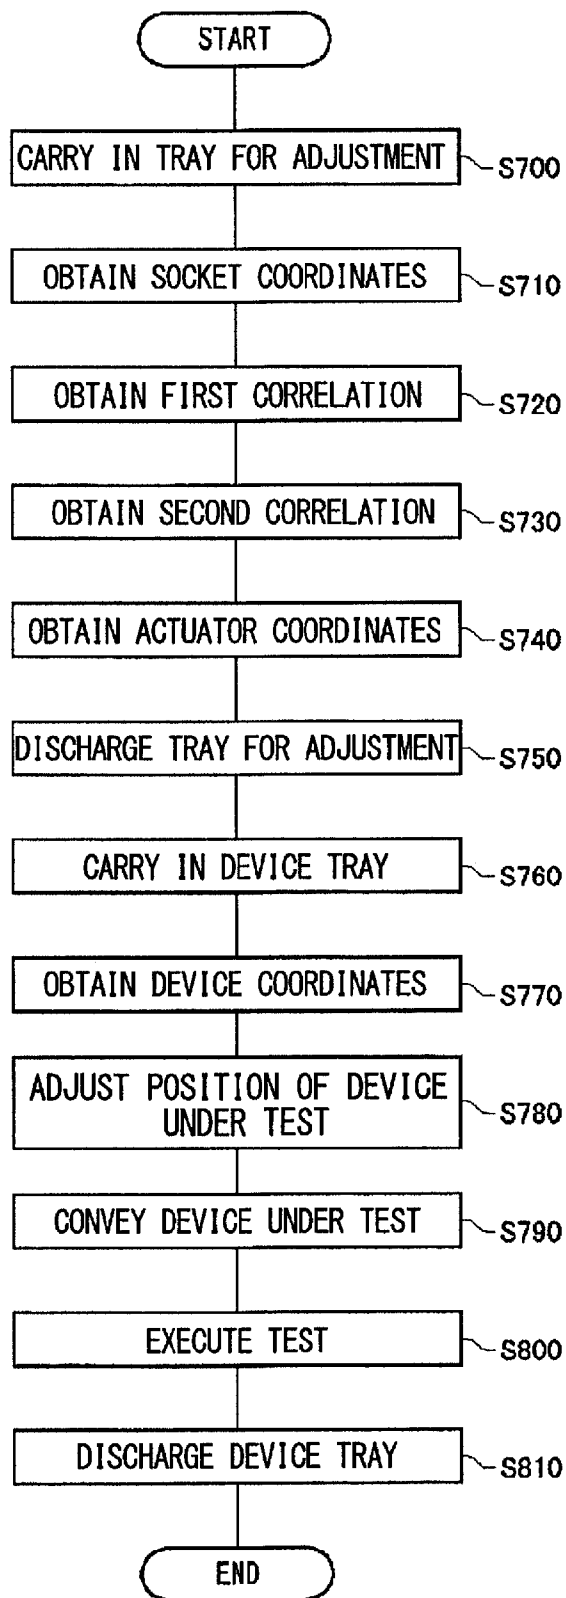 START
CARRY IN TRAY FOR ADJUSTMENT S700
OBTAIN SOCKET COORDINATES S710
OBTAIN FIRST CORRELATION S720
OBTAIN SECOND CORRELATION S730
OBTAIN ACTUATOR COORDINATES S740
DISCHARGE TRAY FOR ADJUSTMENT S750
CARRY IN DEVICE TRAY S760
OBTAIN DEVICE COORDINATES S770
ADJUST POSITION OF DEVICE
UNDER TEST S780
CONVEY DEVICE UNDER TEST S790
EXECUTE TEST S800
DISCHARGE DEVICE TRAY S810
END